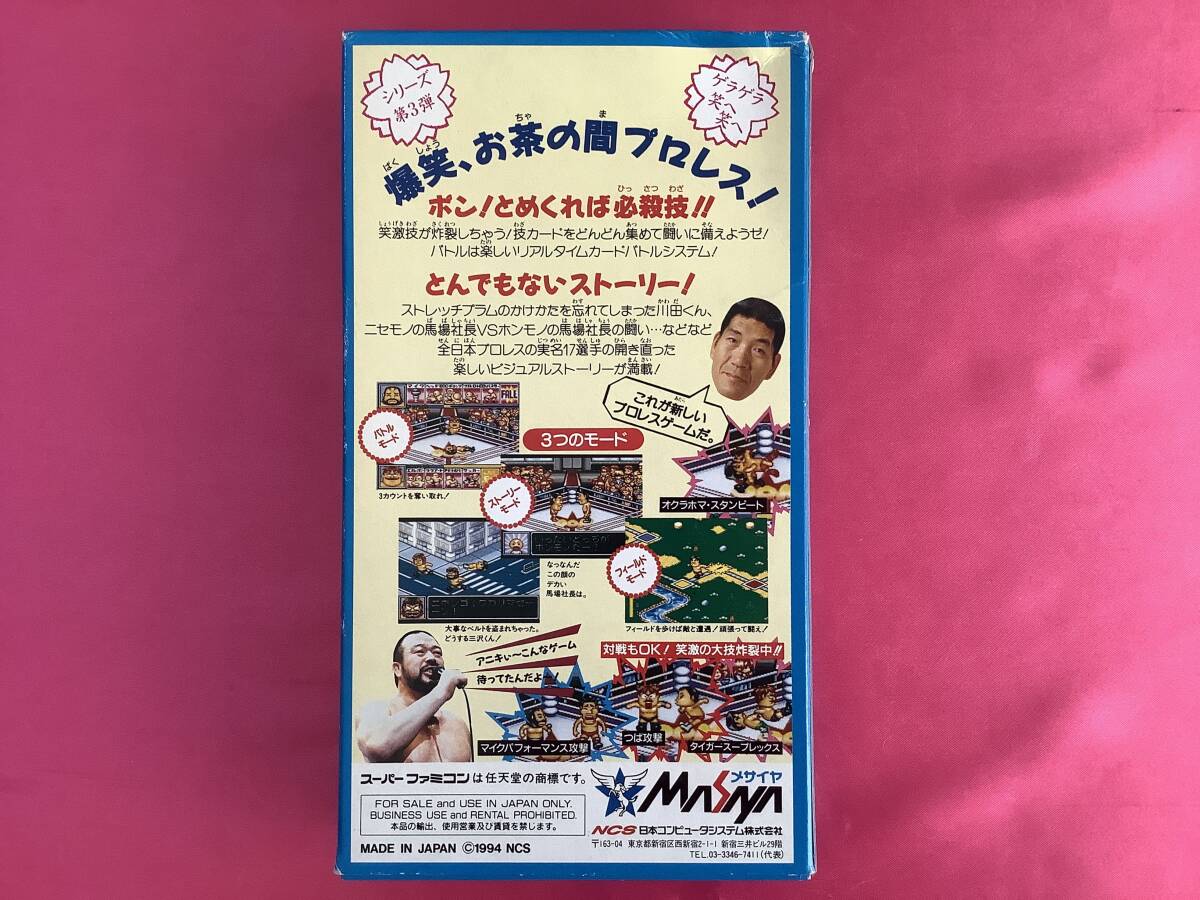 シリーズ
第3弾
ゲラゲラ
笑へ
笑へ
爆笑、お茶の間プロレス!
ポン!とめくれば必殺技!!
笑激技が炸裂しちゃう!技カードをどんどん集めて闘いに備えようゼ!
バトルは楽しいリアルタイムカードバトルシステム!
とんでもないストーリー!
ストレッチプラムのかけかたを忘れてしまった川田くん、
ニセモノの馬場社長VSホンモノの馬場社長の闘い…などなど
全日本プロレスの実名17選手の開き直った
楽しいビジュアルストーリーが満載!
これが新しい
プロレスゲームだ。
バトル
モード
3つのモード
3カウントを奪い取れ!
ストーリー
モード
オクラホマ・スタンピート
なっなんだ
この顔の
デカい
馬場社長は。
フィールド・
モード
大事なベルトを盗まれちゃった。
どうする三沢くん!
フィールドを歩けば敵と遭遇!頑張って闘え!
アニキぃ〜こんなゲーム
待ってたんだよー!
対戦もOK! 笑激の大技炸裂中!!
マイクパフォーマンス攻撃
つば攻撃
タイガースープレックス
スーパーファミコンは任天堂の商標です。
FOR SALE and USE IN JAPAN ONLY.
BUSINESS USE and RENTAL PROHIBITED.
本品の輸出、使用営業及び賃貸を禁じます。
MADE IN JAPAN ©1994 NCS
メサイヤ
MASAYA
NCS 日本コンピュータシステム株式会社
〒163-04 東京都新宿区西新宿2-1-1 新宿三井ビル29階
TEL.03-3346-7411(代表)